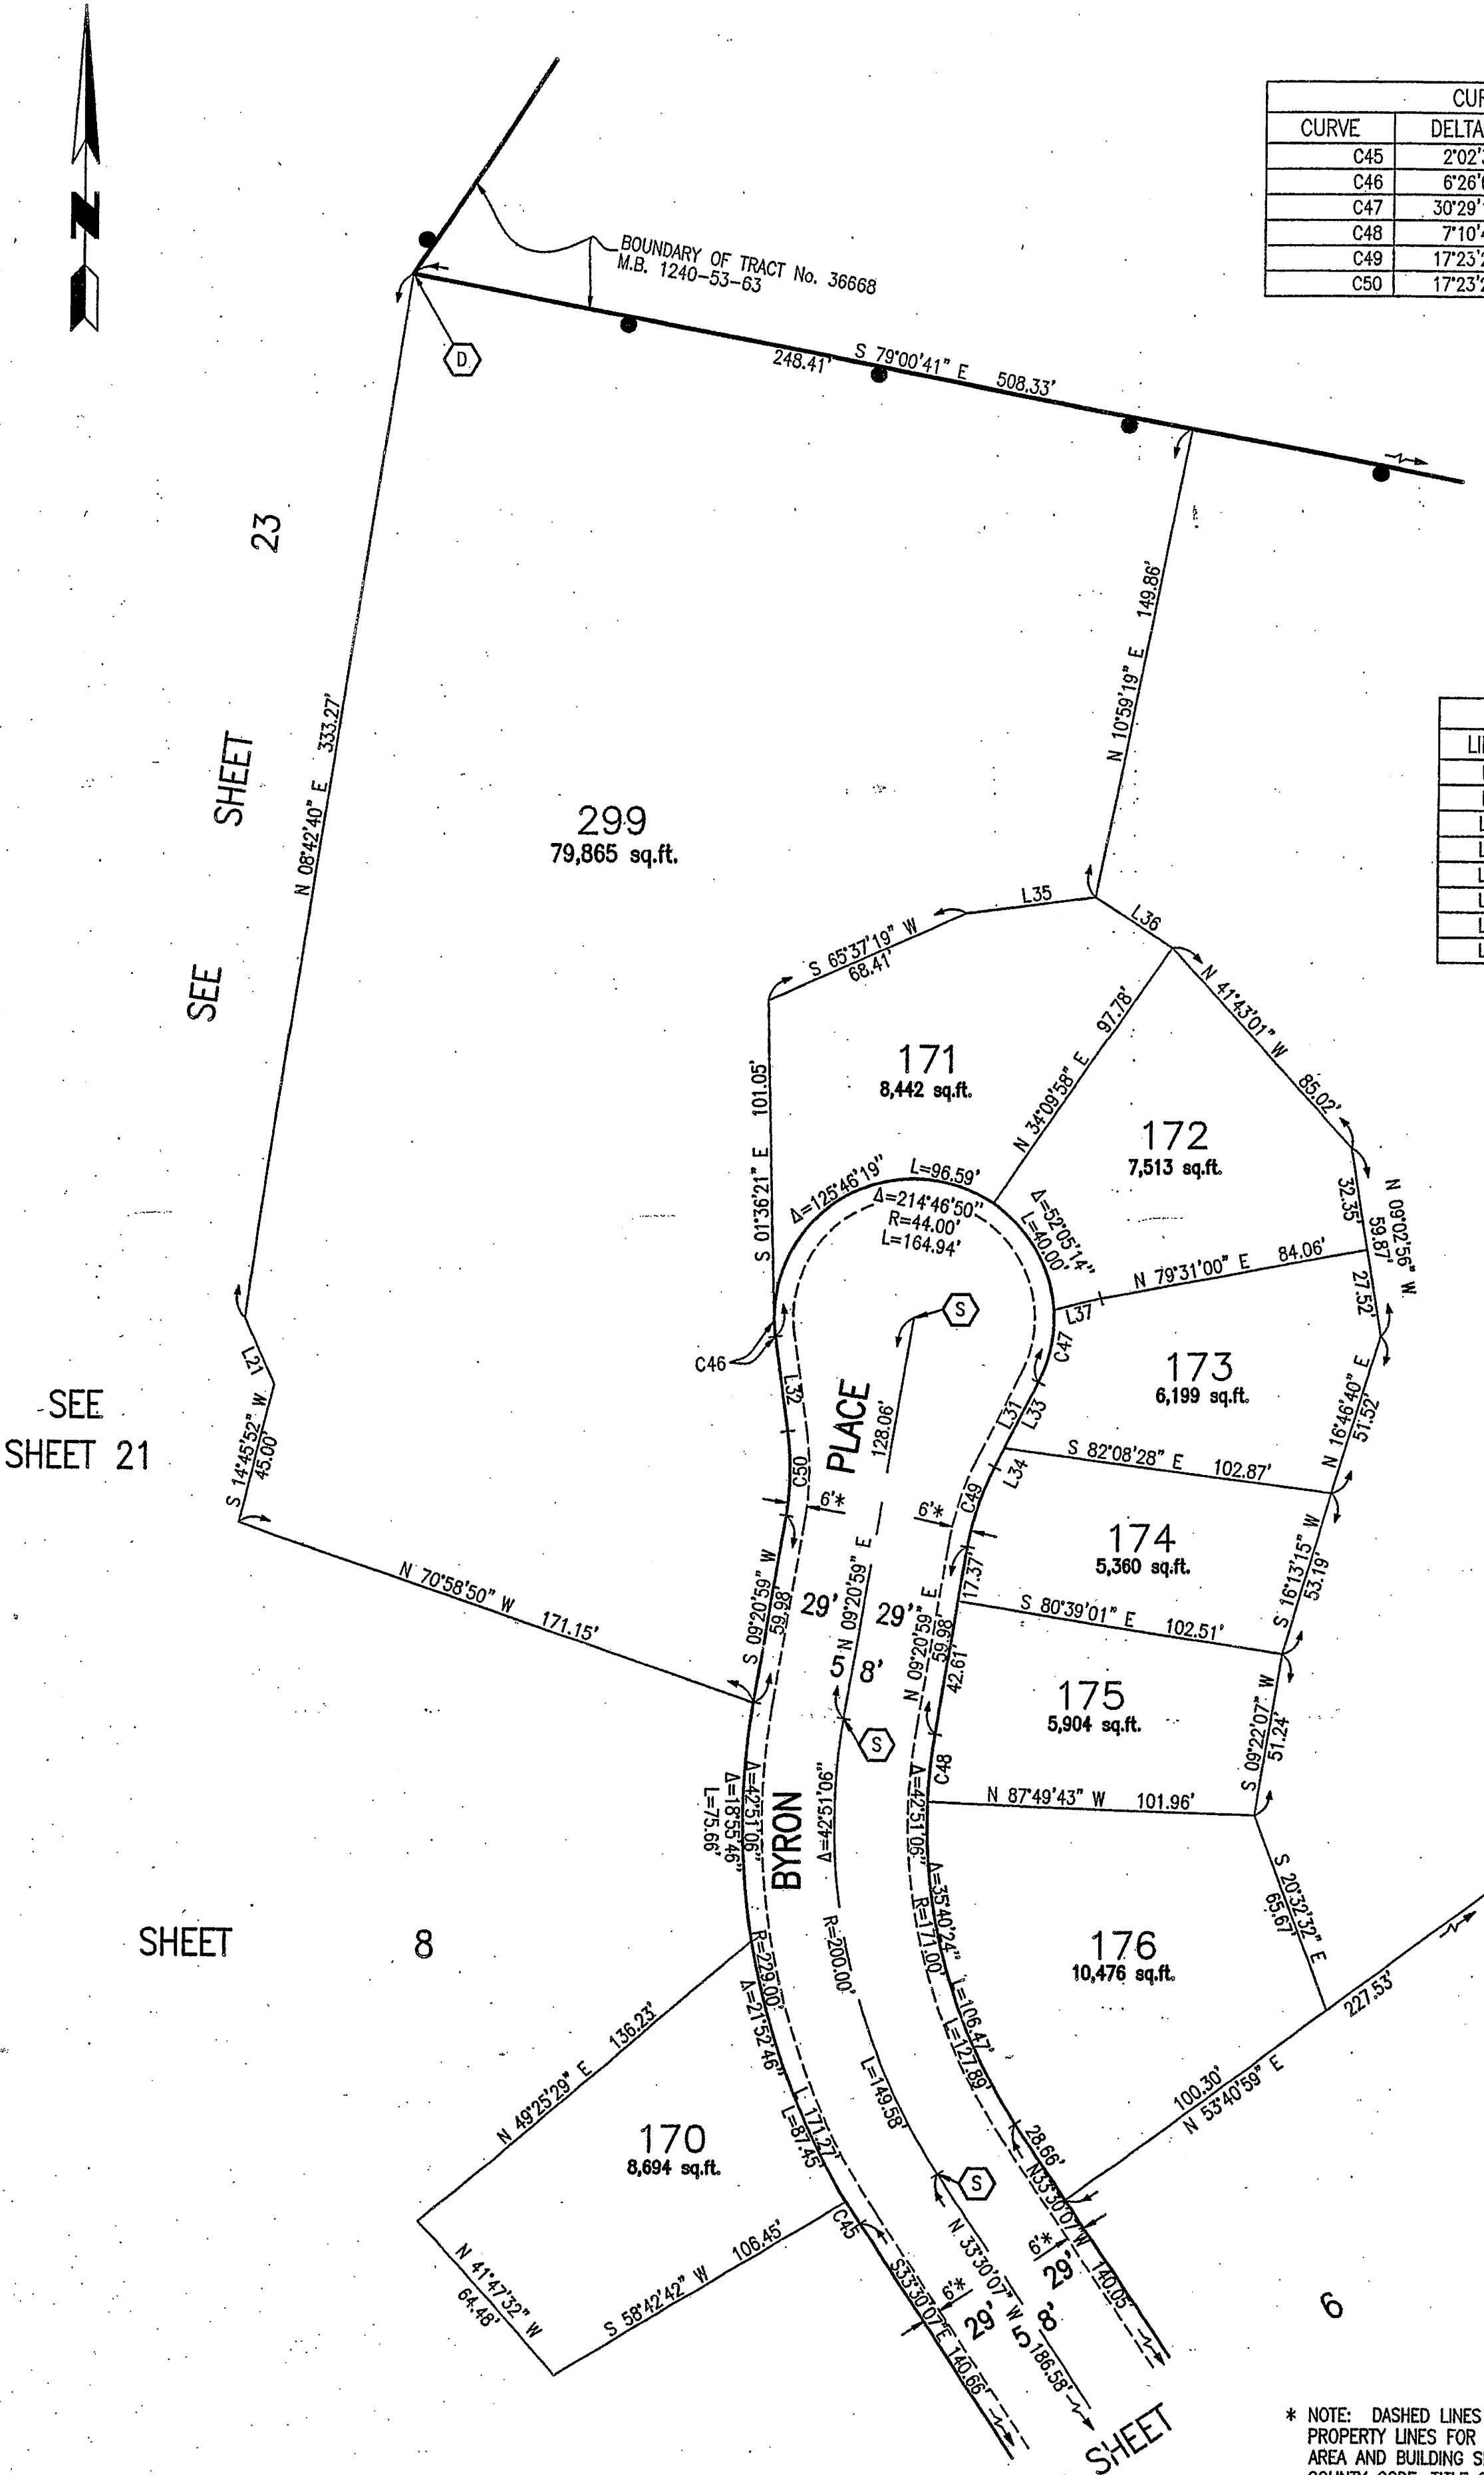 N
BOUNDARY OF TRACT No. 36668
M.B. 1240-53-63
D
S 79°00'41" E
248.41'
508.33'
CURVE
DELTA
C45
C46
C47
C48
C49
C50
SEE SHEET 23
N 08°42'40" E 333.27'
N 10°59'19" E 149.86'
299
79,865 sq.ft.
L35
L36
S 65°37'19" W
68.41'
N 41°43'01" W 85.02'
171
8,442 sq.ft.
N 34°09'58" E 97.78'
172
7,513 sq.ft.
S 01°36'21" E 101.05'
Δ=125°46'19" L=96.59'
Δ=214°46'50"
R=44.00'
L=164.94'
Δ=52°05'14"
L=40.00'
32.35'
N 09°02'56" W
59.87'
27.52'
N 79°31'00" E 84.06'
L37
S
C47
C46
L21
L32
PLACE
128.06'
L31
L33
173
6,199 sq.ft.
N 16°46'40" E
51.52'
SEE
SHEET 21
S 14°45'52" W
45.00'
C50
L34
S 82°08'28" E 102.87'
6'*
6'*
C49
174
5,360 sq.ft.
S 16°13'15" W
53.19'
N 70°58'50" W 171.15'
S 09°20'59" W
59.98'
29' 29'
N 09°20'59" E
N 09°20'59" E
59.98'
17.37'
42.61'
S 80°39'01" E 102.51'
5 8'
175
5,904 sq.ft.
S 09°22'07" W
51.24'
S
C48
N 87°49'43" W 101.96'
Δ=42°51'06"
Δ=18°55'46"
L=75.66'
BYRON
Δ=42°51'06"
Δ=42°51'06"
Δ=35°40'24"
S 20°32'32" E
65.67'
SHEET 8
176
10,476 sq.ft.
R=229.00'
R=200.00'
R=171.00'
227.53'
Δ=21°52'46"
L=106.47'
L=127.89'
N 49°25'29" E 136.23'
L=149.58'
100.30'
N 53°40'59" E
170
8,694 sq.ft.
L 171.27'
L=87.45'
28.66'
S
N 41°47'32" W
64.48'
S 58°42'42" W 106.45'
C45
N33°30'07"W 140.05'
N 33°30'07" W 186.58'
6'*
29'
S33°30'07"E 140.66'
6'*
29'
5 8'
6
SHEET
* NOTE: DASHED LINES
PROPERTY LINES FOR
AREA AND BUILDING